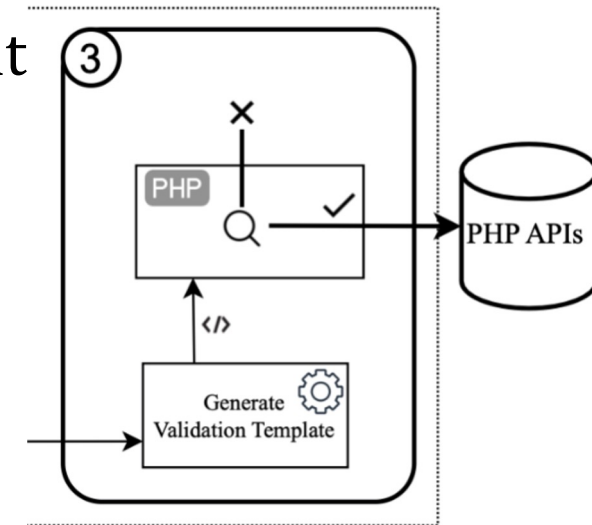 3
PHP
PHP APIs
</>
Generate
Validation Template